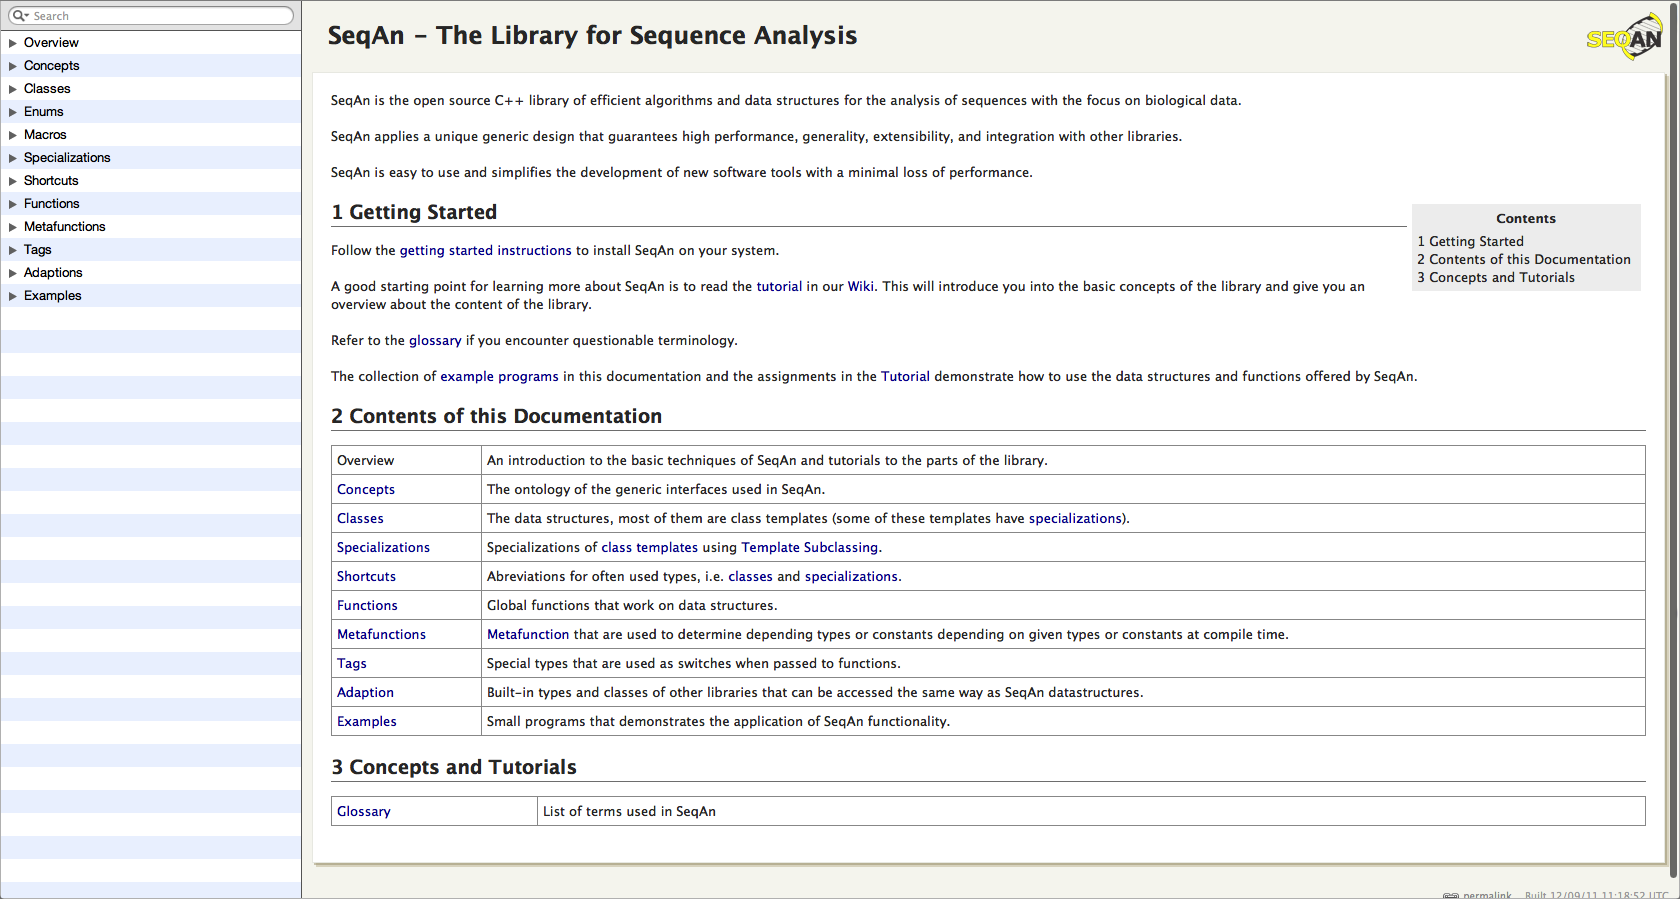 Search
Overview
Concepts
Classes
Enums
Macros
Specializations
Shortcuts
Functions
Metafunctions
Tags
Adaptions
Examples
SeqAn - The Library for Sequence Analysis
SEQAN
SeqAn is the open source C++ library of efficient algorithms and data structures for the analysis of sequences with the focus on biological data.
SeqAn applies a unique generic design that guarantees high performance, generality, extensibility, and integration with other libraries.
SeqAn is easy to use and simplifies the development of new software tools with a minimal loss of performance.
Contents
1 Getting Started
2 Contents of this Documentation
3 Concepts and Tutorials
1 Getting Started
Follow the getting started instructions to install SeqAn on your system.
A good starting point for learning more about SeqAn is to read the tutorial in our Wiki. This will introduce you into the basic concepts of the library and give you an
overview about the content of the library.
Refer to the glossary if you encounter questionable terminology.
The collection of example programs in this documentation and the assignments in the Tutorial demonstrate how to use the data structures and functions offered by SeqAn.
2 Contents of this Documentation
Overview An introduction to the basic techniques of SeqAn and tutorials to the parts of the library.
Concepts The ontology of the generic interfaces used in SeqAn.
Classes The data structures, most of them are class templates (some of these templates have specializations).
Specializations Specializations of class templates using Template Subclassing.
Shortcuts Abreviations for often used types, i.e. classes and specializations.
Functions Global functions that work on data structures.
Metafunctions Metafunction that are used to determine depending types or constants depending on given types or constants at compile time.
Tags Special types that are used as switches when passed to functions.
Adaption Built-in types and classes of other libraries that can be accessed the same way as SeqAn datastructures.
Examples Small programs that demonstrates the application of SeqAn functionality.
3 Concepts and Tutorials
Glossary List of terms used in SeqAn
permalink Built 12/09/11 11:18:52 UTC